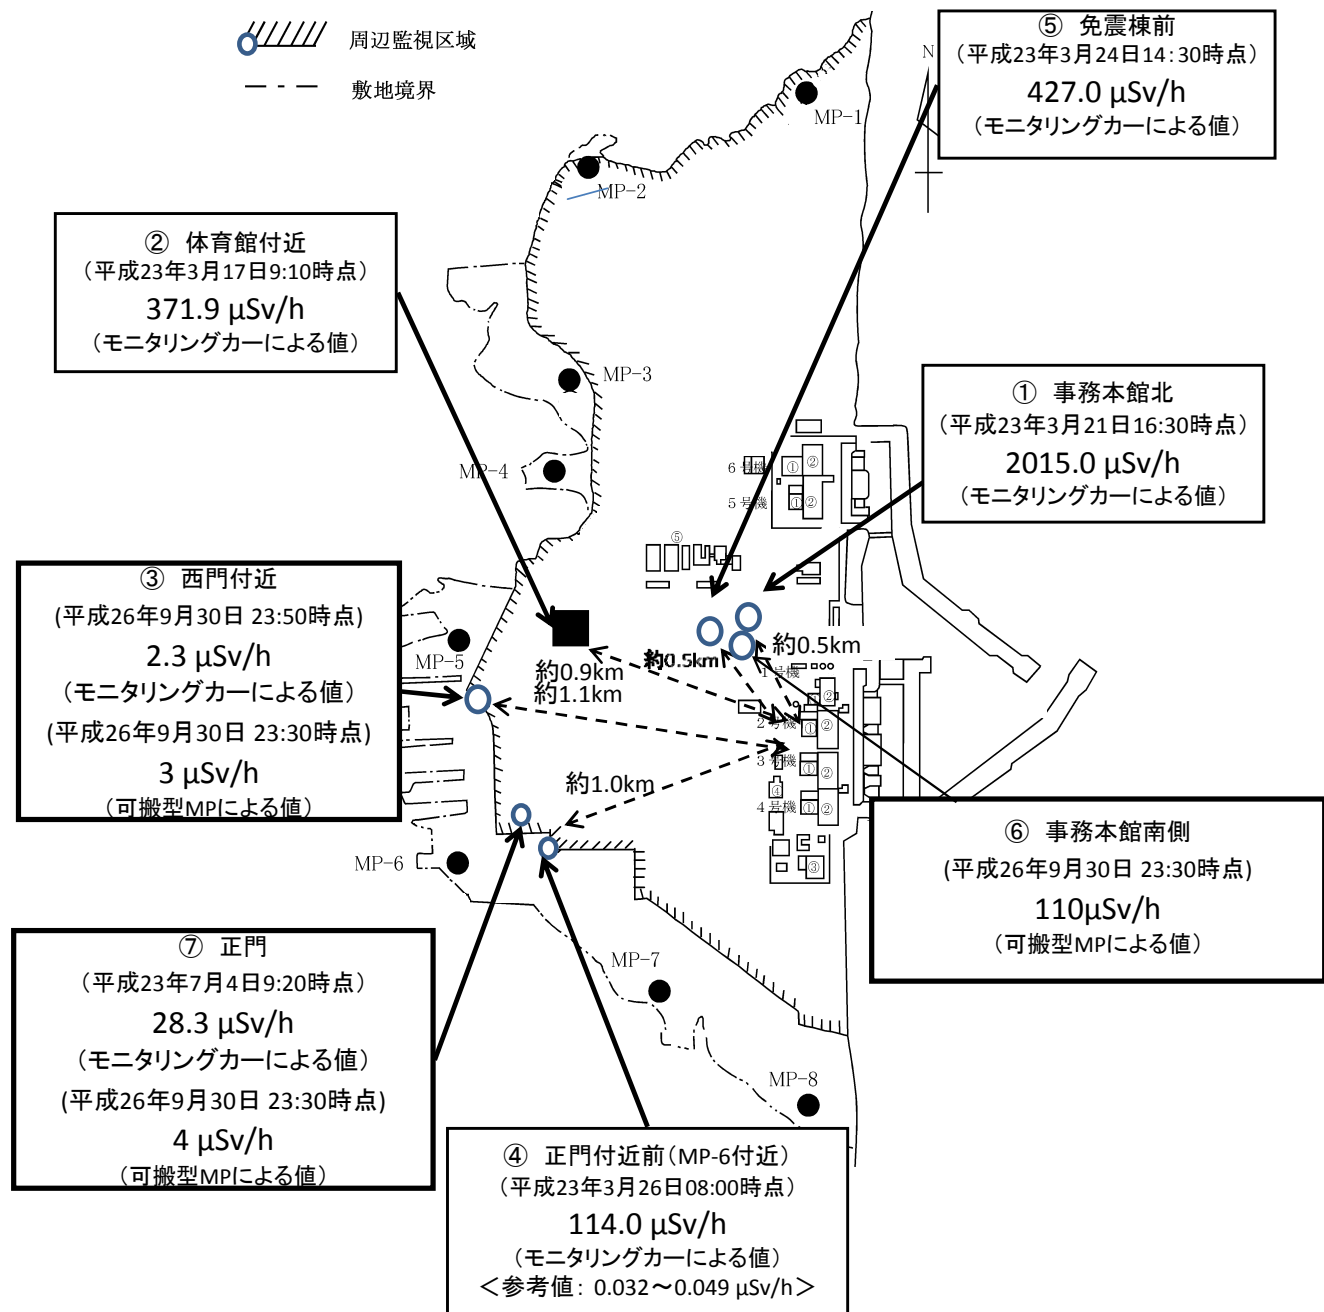 周辺監視区域
敷地境界
⑤ 免震棟前
（平成23年3月24日14:30時点）
427.0 μSv/h
（モニタリングカーによる値）
N
MP-1
MP-2
② 体育館付近
（平成23年3月17日9:10時点）
371.9 μSv/h
（モニタリングカーによる値）
MP-3
① 事務本館北
（平成23年3月21日16:30時点）
2015.0 μSv/h
（モニタリングカーによる値）
MP-4
6号機
①
②
5号機
①
②
⑤
③ 西門付近
(平成26年9月30日 23:50時点)
2.3 μSv/h
（モニタリングカーによる値）
(平成26年9月30日 23:30時点)
3 μSv/h
（可搬型MPによる値）
MP-5
約0.5km
約0.5km
約0.9km
約1.1km
1号機
②
2号機
①
②
3号機
①
②
④
4号機
①
②
③
約1.0km
MP-6
⑥ 事務本館南側
(平成26年9月30日 23:30時点)
110μSv/h
（可搬型MPによる値）
⑦ 正門
（平成23年7月4日9:20時点）
28.3 μSv/h
（モニタリングカーによる値）
(平成26年9月30日 23:30時点)
4 μSv/h
（可搬型MPによる値）
MP-7
MP-8
④ 正門付近前（MP-6付近）
（平成23年3月26日08:00時点）
114.0 μSv/h
（モニタリングカーによる値）
＜参考値: 0.032～0.049 μSv/h＞